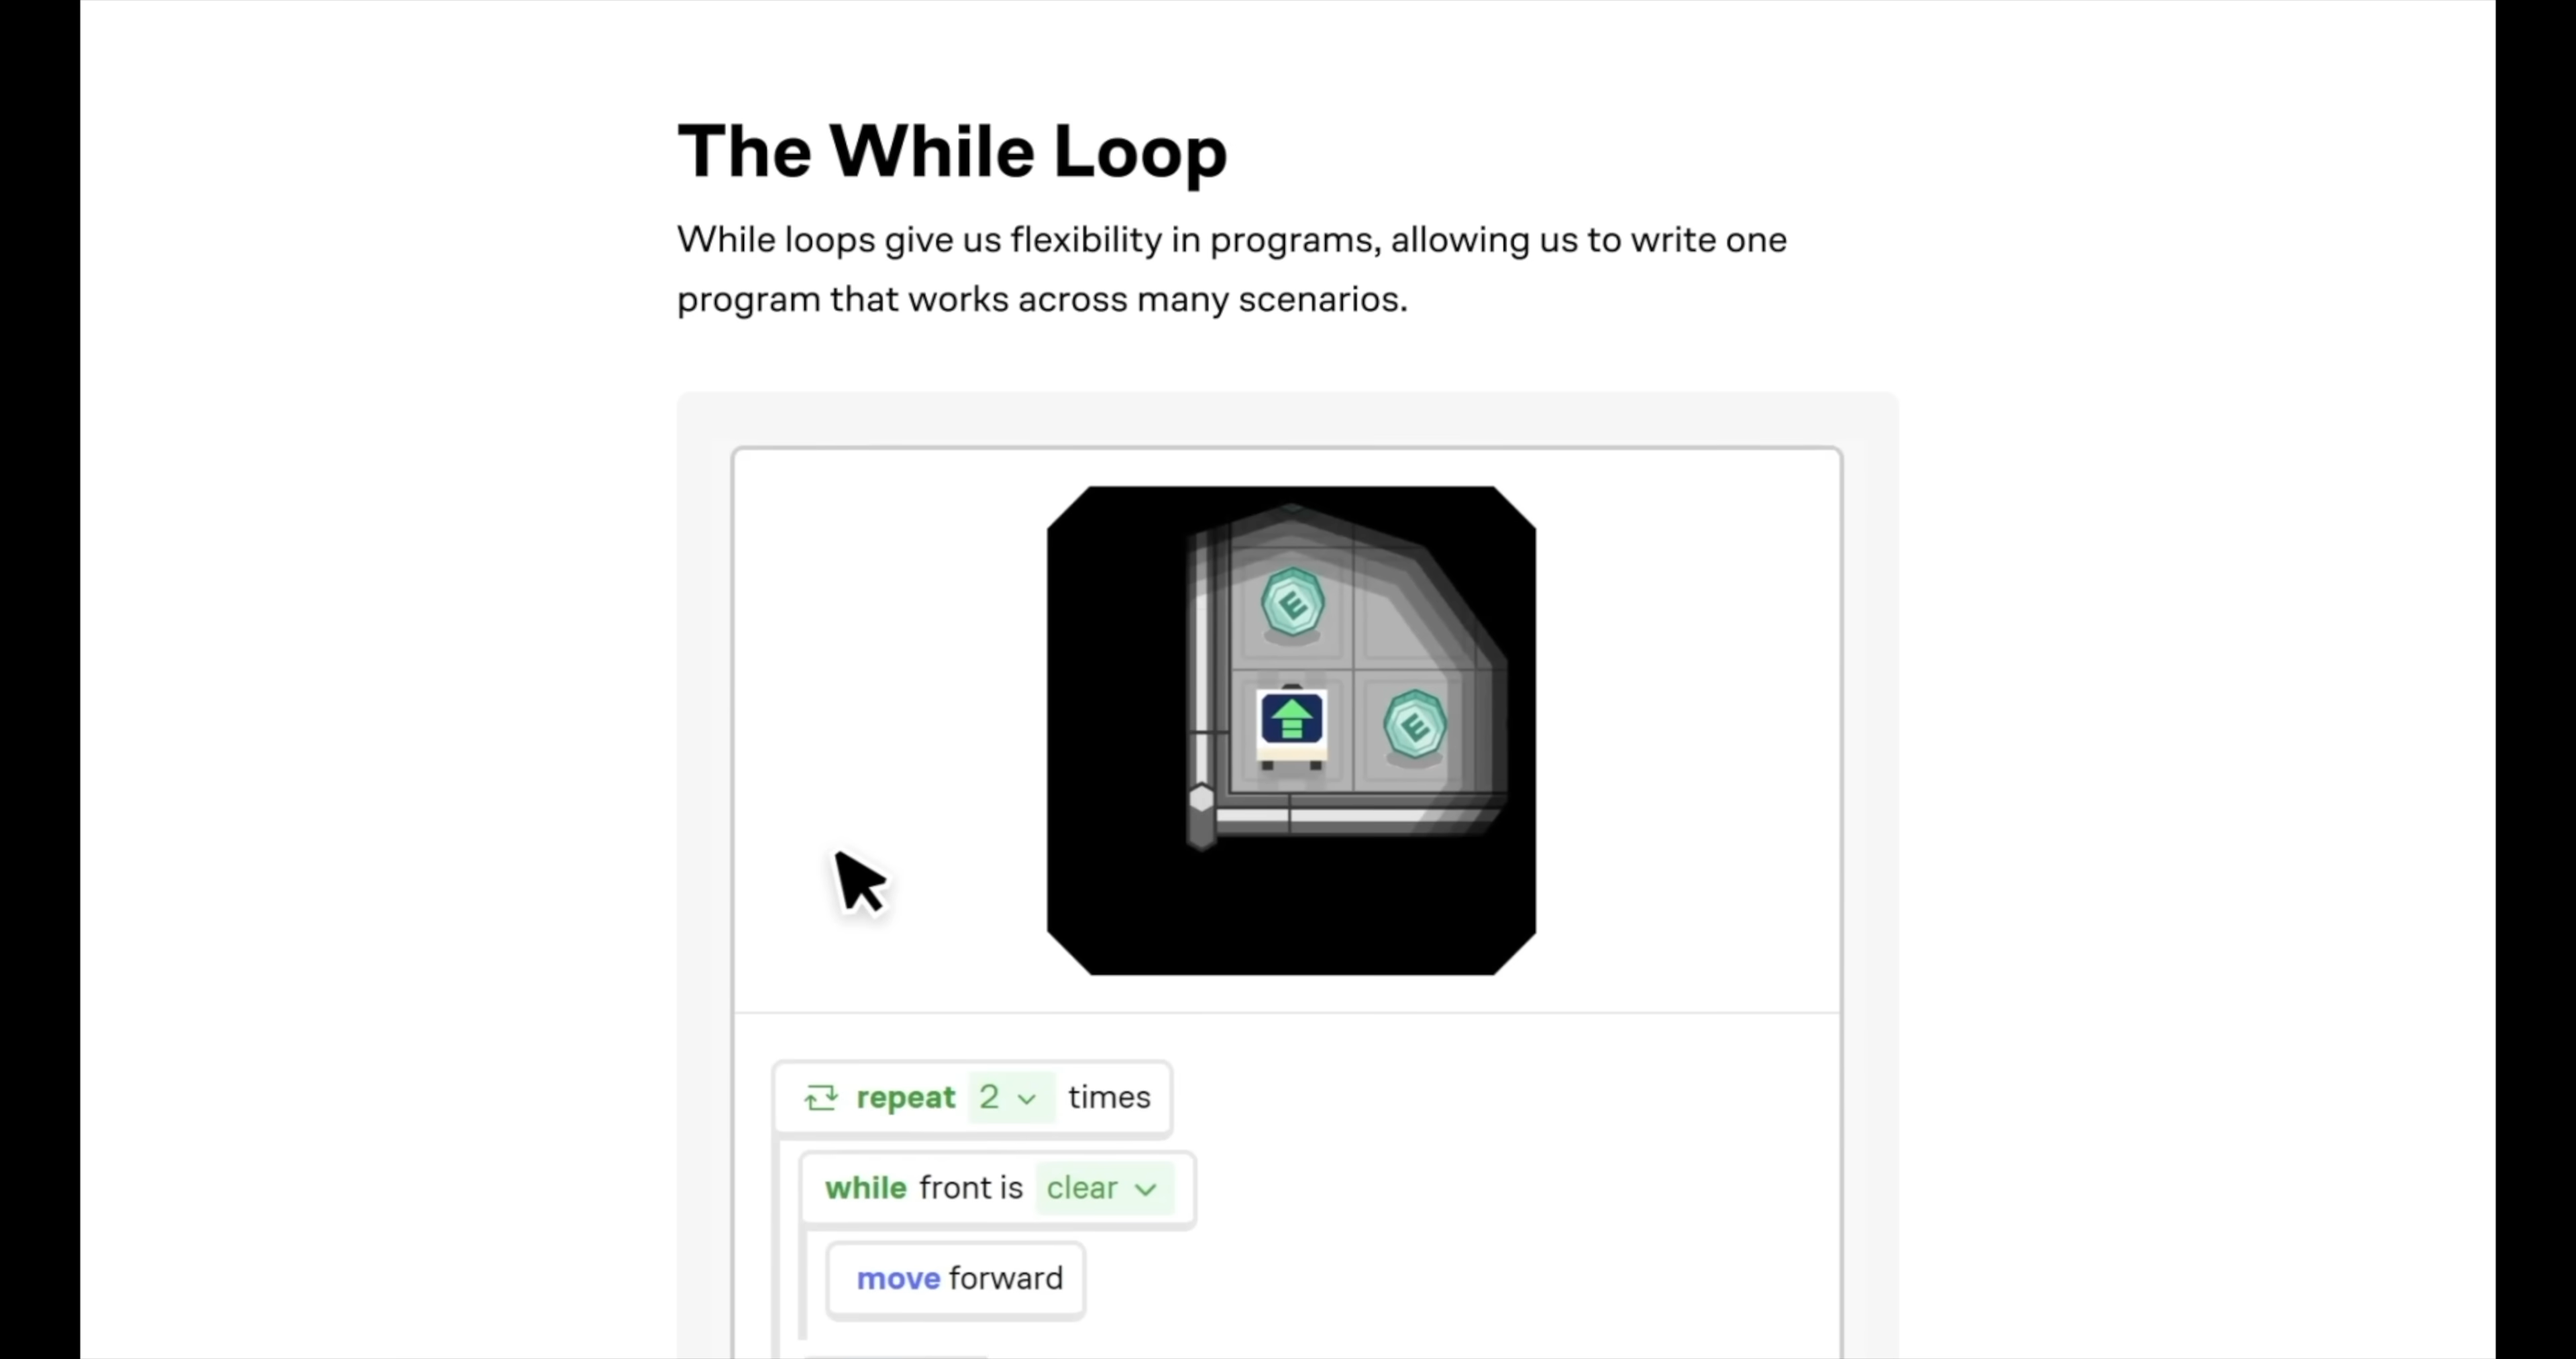 The While Loop
While loops give us flexibility in programs, allowing us to write one
program that works across many scenarios.
E
E
repeat 2 times
while front is clear
move forward